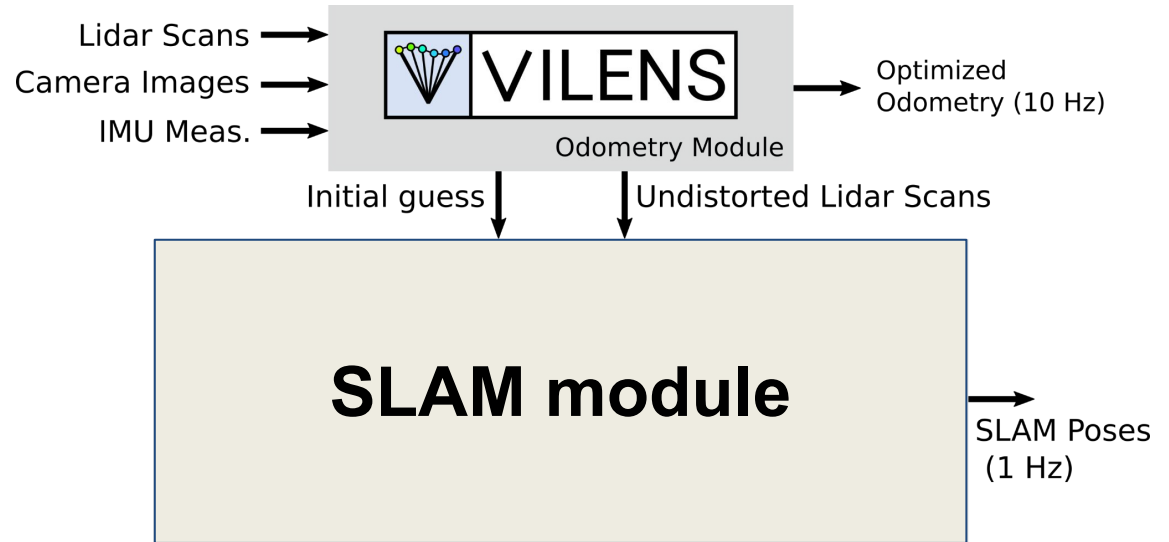 Lidar Scans
Camera Images
IMU Meas.
VILENS
Odometry Module
Optimized
Odometry (10 Hz)
Initial guess
Undistorted Lidar Scans
SLAM module
SLAM Poses
(1 Hz)